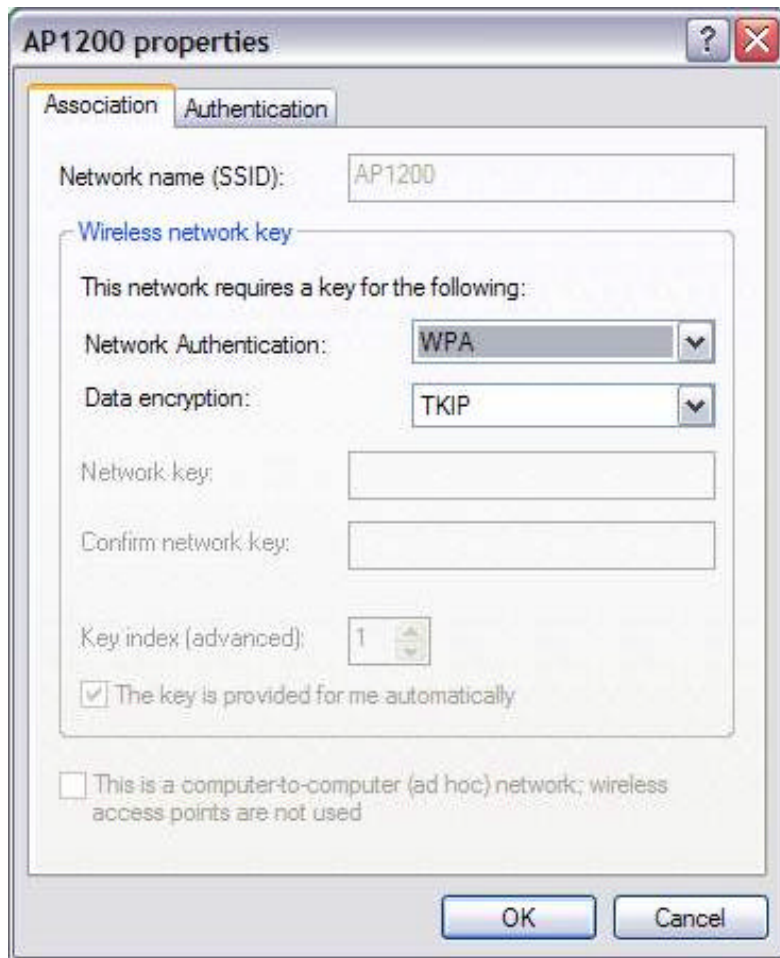 AP1200 properties
Association Authentication
Network name (SSID): AP1200
Wireless network key
This network requires a key for the following:
Network Authentication: WPA
Data encryption: TKIP
Network key:
Confirm network key:
Key index (advanced): 1
The key is provided for me automatically
This is a computer-to-computer (ad hoc) network; wireless
access points are not used
OK Cancel